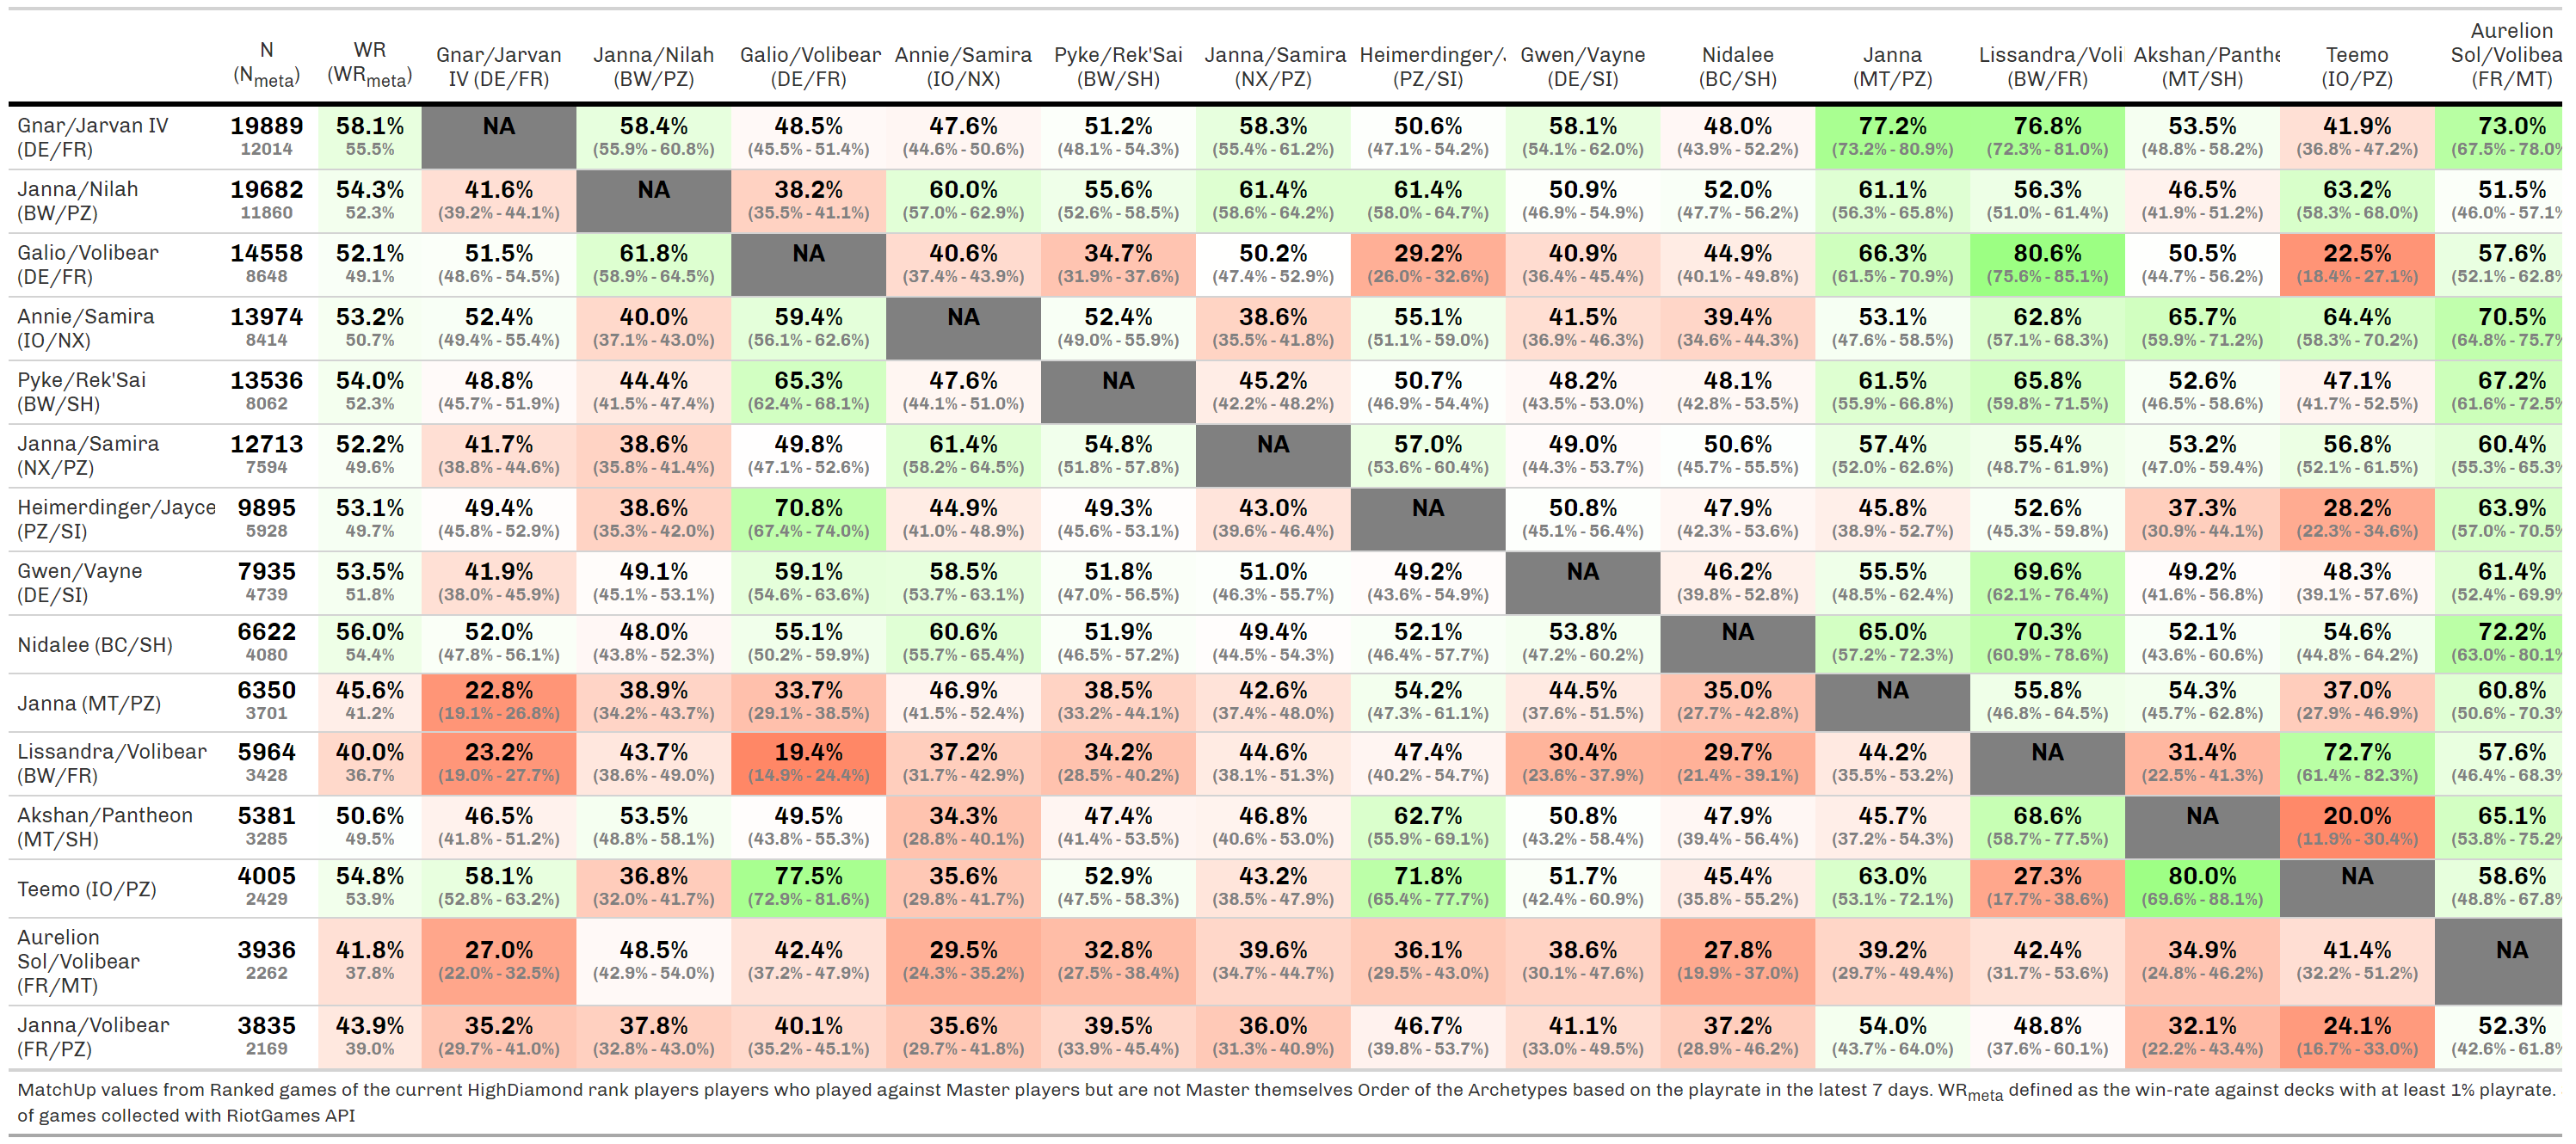 N WR Gnar/Jarvan Janna/Nilah Galio/Volibear Annie/Samira Pyke/Rek'Sai Janna/Samira Heimerdinger/. Gwen/Vayne Nidalee Janna Lissandra/Voli Akshan/Panthe Teemo Aurelion Sol/Volibea
(Nmeta) (WRmeta) IV (DE/FR) (BW/PZ) (DE/FR) (IO/NX) (BW/SH) (NX/PZ) (PZ/SI) (DE/SI) (BC/SH) (MT/PZ) (BW/FR) (MT/SH) (IO/PZ) (FR/MT)
Gnar/Jarvan IV 19889 58.1% NA 58.4% 48.5% 47.6% 51.2% 58.3% 50.6% 58.1% 48.0% 77.2% 76.8% 53.5% 41.9% 73.0%
(DE/FR) 12014 55.5% (55.9% - 60.8%) (45.5% - 51.4%) (44.6% - 50.6%) (48.1% - 54.3%) (55.4% - 61.2%) (47.1% - 54.2%) (54.1% - 62.0%) (43.9% - 52.2%) (73.2% - 80.9%) (72.3% - 81.0%) (48.8% - 58.2%) (36.8% - 47.2%) (67.5% - 78.0%
Janna/Nilah 19682 54.3% 41.6% NA 38.2% 60.0% 55.6% 61.4% 61.4% 50.9% 52.0% 61.1% 56.3% 46.5% 63.2% 51.5%
(BW/PZ) 11860 52.3% (39.2% - 44.1%) (35.5% - 41.1%) (57.0% - 62.9%) (52.6% - 58.5%) (58.6% - 64.2%) (58.0% - 64.7%) (46.9% - 54.9%) (47.7% - 56.2%) (56.3% - 65.8%) (51.0% - 61.4%) (41.9% - 51.2%) (58.3% - 68.0%) (46.0% - 57.1%
Galio/Volibear 14558 52.1% 51.5% 61.8% NA 40.6% 34.7% 50.2% 29.2% 40.9% 44.9% 66.3% 80.6% 50.5% 22.5% 57.6%
(DE/FR) 8648 49.1% (48.6% - 54.5%) (58.9% - 64.5%) (37.4% - 43.9%) (31.9% - 37.6%) (47.4% - 52.9%) (26.0% - 32.6%) (36.4% - 45.4%) (40.1% - 49.8%) (61.5% - 70.9%) (75.6% - 85.1%) (44.7% - 56.2%) (18.4% - 27.1%) (52.1% - 62.8%
Annie/Samira 13974 53.2% 52.4% 40.0% 59.4% NA 52.4% 38.6% 55.1% 41.5% 39.4% 53.1% 62.8% 65.7% 64.4% 70.5%
(IO/NX) 8414 50.7% (49.4% - 55.4%) (37.1% - 43.0%) (56.1% - 62.6%) (49.0% - 55.9%) (35.5% - 41.8%) (51.1% - 59.0%) (36.9% - 46.3%) (34.6% - 44.3%) (47.6% - 58.5%) (57.1% - 68.3%) (59.9% - 71.2%) (58.3% - 70.2%) (64.8% - 75.7%
Pyke/Rek'Sai 13536 54.0% 48.8% 44.4% 65.3% 47.6% NA 45.2% 50.7% 48.2% 48.1% 61.5% 65.8% 52.6% 47.1% 67.2%
(BW/SH) 8062 52.3% (45.7% - 51.9%) (41.5% - 47.4%) (62.4% - 68.1%) (44.1% - 51.0%) (42.2% - 48.2%) (46.9% - 54.4%) (43.5% - 53.0%) (42.8% - 53.5%) (55.9% - 66.8%) (59.8% - 71.5%) (46.5% - 58.6%) (41.7% - 52.5%) (61.6% - 72.5%
Janna/Samira 12713 52.2% 41.7% 38.6% 49.8% 61.4% 54.8% NA 57.0% 49.0% 50.6% 57.4% 55.4% 53.2% 56.8% 60.4%
(NX/PZ) 7594 49.6% (38.8% - 44.6%) (35.8% - 41.4%) (47.1% - 52.6%) (58.2% - 64.5%) (51.8% - 57.8%) (53.6% - 60.4%) (44.3% - 53.7%) (45.7% - 55.5%) (52.0% - 62.6%) (48.7% - 61.9%) (47.0% - 59.4%) (52.1% - 61.5%) (55.3% - 65.3%
Heimerdinger/Jayce 9895 53.1% 49.4% 38.6% 70.8% 44.9% 49.3% 43.0% NA 50.8% 47.9% 45.8% 52.6% 37.3% 28.2% 63.9%
(PZ/SI) 5928 49.7% (45.8% - 52.9%) (35.3% - 42.0%) (67.4% - 74.0%) (41.0% - 48.9%) (45.6% - 53.1%) (39.6% - 46.4%) (45.1% - 56.4%) (42.3% - 53.6%) (38.9% - 52.7%) (45.3% - 59.8%) (30.9% - 44.1%) (22.3% - 34.6%) (57.0% - 70.5%
Gwen/Vayne 7935 53.5% 41.9% 49.1% 59.1% 58.5% 51.8% 51.0% 49.2% NA 46.2% 55.5% 69.6% 49.2% 48.3% 61.4%
(DE/SI) 4739 51.8% (38.0% - 45.9%) (45.1% - 53.1%) (54.6% - 63.6%) (53.7% - 63.1%) (47.0% - 56.5%) (46.3% - 55.7%) (43.6% - 54.9%) (39.8% - 52.8%) (48.5% - 62.4%) (62.1% - 76.4%) (41.6% - 56.8%) (39.1% - 57.6%) (52.4% - 69.9%
Nidalee (BC/SH) 6622 56.0% 52.0% 48.0% 55.1% 60.6% 51.9% 49.4% 52.1% 53.8% NA 65.0% 70.3% 52.1% 54.6% 72.2%
4080 54.4% (47.8% - 56.1%) (43.8% - 52.3%) (50.2% - 59.9%) (55.7% - 65.4%) (46.5% - 57.2%) (44.5% - 54.3%) (46.4% - 57.7%) (47.2% - 60.2%) (57.2% - 72.3%) (60.9% - 78.6%) (43.6% - 60.6%) (44.8% - 64.2%) (63.0% - 80.1%
Janna (MT/PZ) 6350 45.6% 22.8% 38.9% 33.7% 46.9% 38.5% 42.6% 54.2% 44.5% 35.0% NA 55.8% 54.3% 37.0% 60.8%
3701 41.2% (19.1% - 26.8%) (34.2% - 43.7%) (29.1% - 38.5%) (41.5% - 52.4%) (33.2% - 44.1%) (37.4% - 48.0%) (47.3% - 61.1%) (37.6% - 51.5%) (27.7% - 42.8%) (46.8% - 64.5%) (45.7% - 62.8%) (27.9% - 46.9%) (50.6% - 70.3%
Lissandra/Volibear 5964 40.0% 23.2% 43.7% 19.4% 37.2% 34.2% 44.6% 47.4% 30.4% 29.7% 44.2% NA 31.4% 72.7% 57.6%
(BW/FR) 3428 36.7% (19.0% - 27.7%) (38.6% - 49.0%) (14.9% - 24.4%) (31.7% - 42.9%) (28.5% - 40.2%) (38.1% - 51.3%) (40.2% - 54.7%) (23.6% - 37.9%) (21.4% - 39.1%) (35.5% - 53.2%) (22.5% - 41.3%) (61.4% - 82.3%) (46.4% - 68.3%
Akshan/Pantheon 5381 50.6% 46.5% 53.5% 49.5% 34.3% 47.4% 46.8% 62.7% 50.8% 47.9% 45.7% 68.6% NA 20.0% 65.1%
(MT/SH) 3285 49.5% (41.8% - 51.2%) (48.8% - 58.1%) (43.8% - 55.3%) (28.8% - 40.1%) (41.4% - 53.5%) (40.6% - 53.0%) (55.9% - 69.1%) (43.2% - 58.4%) (39.4% - 56.4%) (37.2% - 54.3%) (58.7% - 77.5%) (11.9% - 30.4%) (53.8% - 75.2%
Teemo (IO/PZ) 4005 54.8% 58.1% 36.8% 77.5% 35.6% 52.9% 43.2% 71.8% 51.7% 45.4% 63.0% 27.3% 80.0% NA 58.6%
2429 53.9% (52.8% - 63.2%) (32.0% - 41.7%) (72.9% - 81.6%) (29.8% - 41.7%) (47.5% - 58.3%) (38.5% - 47.9%) (65.4% - 77.7%) (42.4% - 60.9%) (35.8% - 55.2%) (53.1% - 72.1%) (17.7% - 38.6%) (69.6% - 88.1%) (48.8% - 67.8%
Aurelion
Sol/Volibear 3936 41.8% 27.0% 48.5% 42.4% 29.5% 32.8% 39.6% 36.1% 38.6% 27.8% 39.2% 42.4% 34.9% 41.4% NA
(FR/MT) 2262 37.8% (22.0% - 32.5%) (42.9% - 54.0%) (37.2% - 47.9%) (24.3% - 35.2%) (27.5% - 38.4%) (34.7% - 44.7%) (29.5% - 43.0%) (30.1% - 47.6%) (19.9% - 37.0%) (29.7% - 49.4%) (31.7% - 53.6%) (24.8% - 46.2%) (32.2% - 51.2%)
Janna/Volibear 3835 43.9% 35.2% 37.8% 40.1% 35.6% 39.5% 36.0% 46.7% 41.1% 37.2% 54.0% 48.8% 32.1% 24.1% 52.3%
(FR/PZ) 2169 39.0% (29.7% - 41.0%) (32.8% - 43.0%) (35.2% - 45.1%) (29.7% - 41.8%) (33.9% - 45.4%) (31.3% - 40.9%) (39.8% - 53.7%) (33.0% - 49.5%) (28.9% - 46.2%) (43.7% - 64.0%) (37.6% - 60.1%) (22.2% - 43.4%) (16.7% - 33.0%) (42.6% - 61.8%
MatchUp values from Ranked games of the current HighDiamond rank players players who played against Master players but are not Master themselves Order of the Archetypes based on the playrate in the latest 7 days. WRmeta defined as the win-rate against decks with at least 1% playrate.
of games collected with RiotGames API